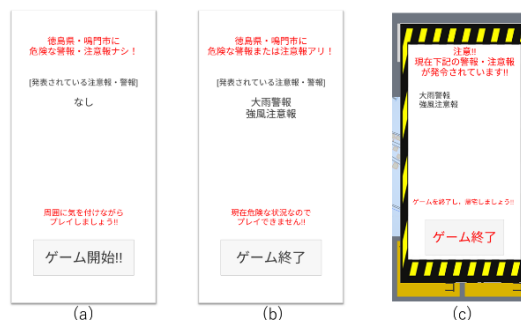 徳島県・鳴門市に
危険な警報・注意報ナシ！
[発表されている注意報・警報]
なし
周囲に気を付けながら
プレイしましょう!!
ゲーム開始!!
(a)
徳島県・鳴門市に
危険な警報または注意報アリ！
[発表されている注意報・警報]
大雨警報
強風注意報
現在危険な状況なので
プレイできません!!
ゲーム終了
(b)
注意!!
現在下記の警報・注意報
が発令されています!!
大雨警報
強風注意報
ゲームを終了し、帰宅しましょう!!
ゲーム終了
(c)